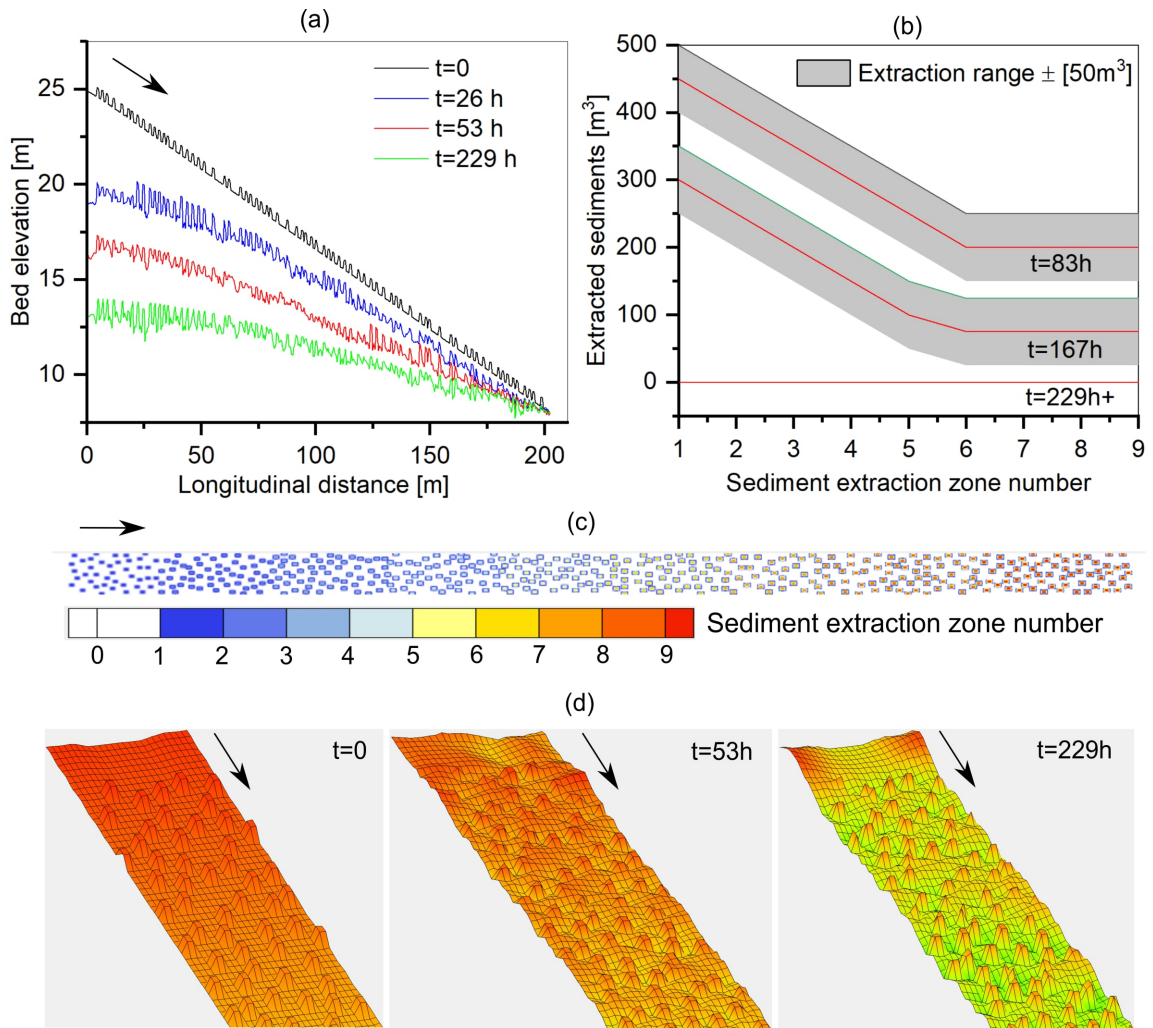 (a)
25
20
15
10
0
50
100
150
200
Bed elevation [m]
Longitudinal distance [m]
t=0
t=26 h
t=53 h
t=229 h
(b)
500
400
300
200
100
0
1 2 3 4 5 6 7 8 9
Extracted sediments [m³]
Sediment extraction zone number
Extraction range ± [50m³]
t=83h
t=167h
t=229h+
(c)
0 1 2 3 4 5 6 7 8 9
Sediment extraction zone number
(d)
t=0
t=53h
t=229h